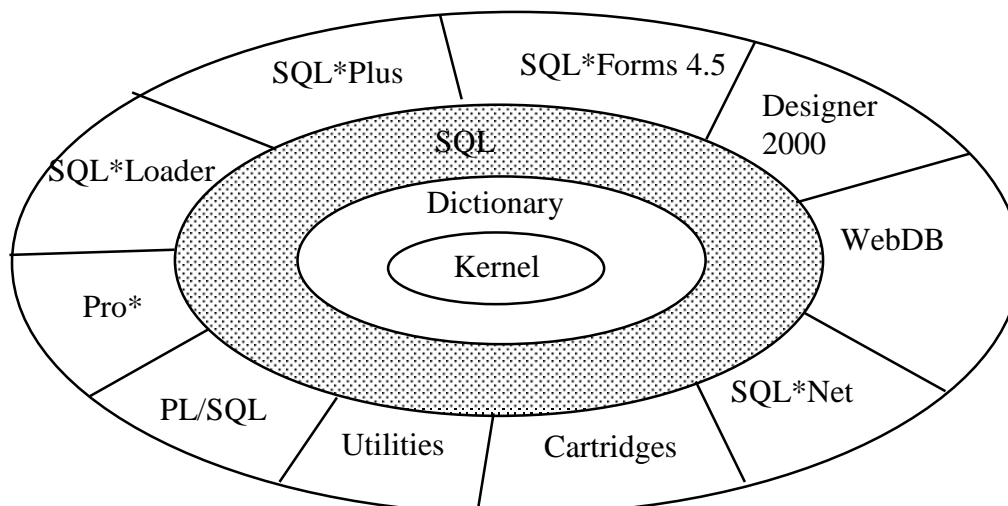 SQL*Plus
SQL*Forms 4.5
Designer
2000
SQL
SQL*Loader
Dictionary
WebDB
Kernel
Pro*
SQL*Net
PL/SQL
Utilities
Cartridges